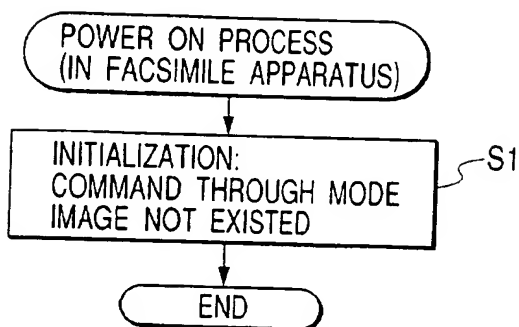 POWER ON PROCESS
(IN FACSIMILE APPARATUS)
INITIALIZATION:
COMMAND THROUGH MODE
IMAGE NOT EXISTED
S1
END